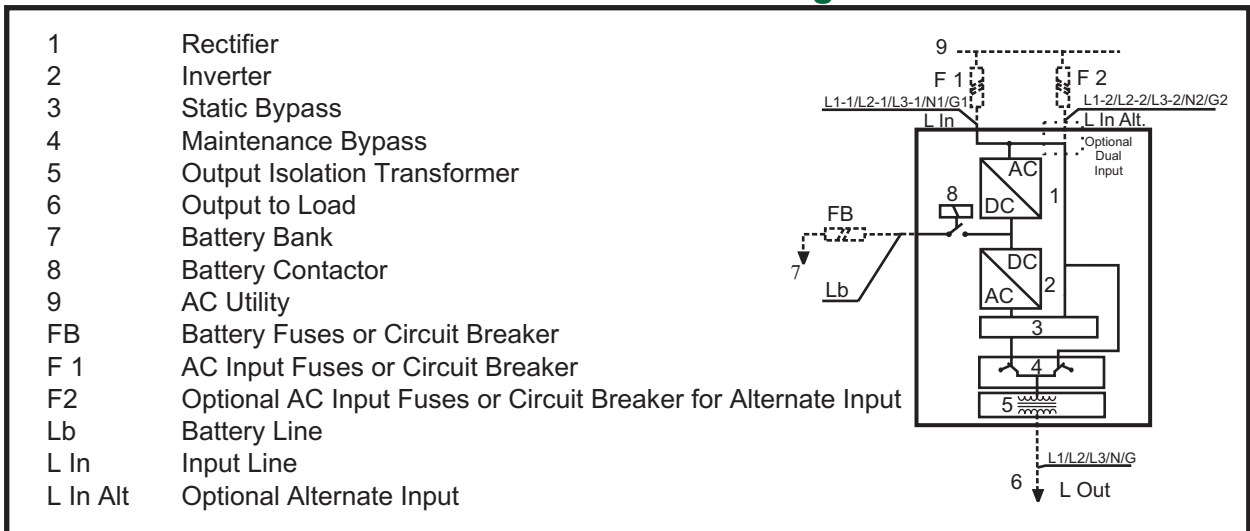 1 Rectifier
2 Inverter
3 Static Bypass
4 Maintenance Bypass
5 Output Isolation Transformer
6 Output to Load
7 Battery Bank
8 Battery Contactor
9 AC Utility
FB Battery Fuses or Circuit Breaker
F 1 AC Input Fuses or Circuit Breaker
F2 Optional AC Input Fuses or Circuit Breaker for Alternate Input
Lb Battery Line
L In Input Line
L In Alt Optional Alternate Input
9
F 1 F 2
L1-1/L2-1/L3-1/N1/G1 L1-2/L2-2/L3-2/N2/G2
L In L In Alt.
Optional
Dual
Input
AC
DC
1
8
FB
7
Lb
DC
AC
2
3
4
5
L1/L2/L3/N/G
6 L Out